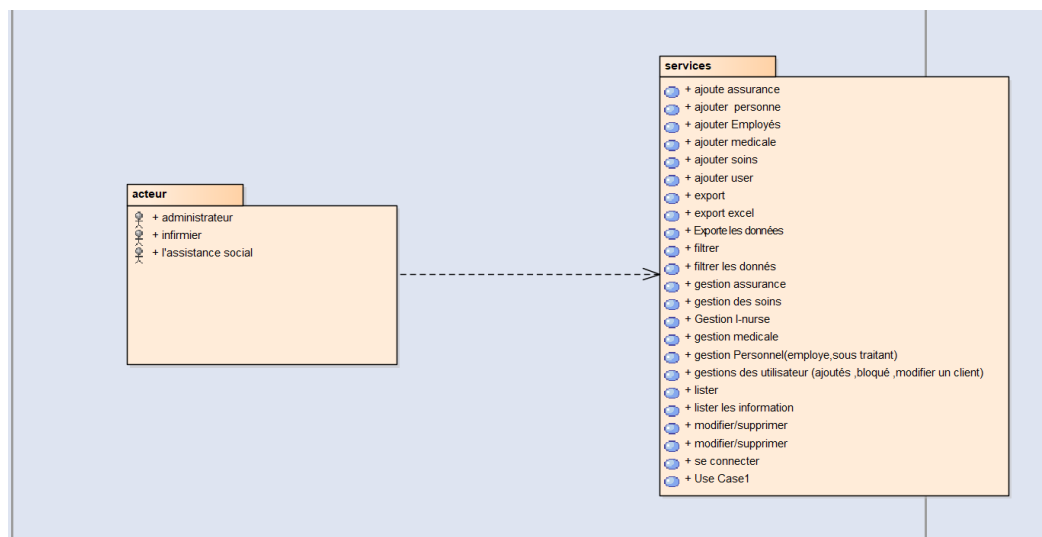 acteur
+ administrateur
+ infirmier
+ l'assistance social
services
+ ajoute assurance
+ ajouter personne
+ ajouter Employés
+ ajouter medicale
+ ajouter soins
+ ajouter user
+ export
+ export excel
+ Exporte les données
+ filtrer
+ filtrer les donnés
+ gestion assurance
+ gestion des soins
+ Gestion I-nurse
+ gestion medicale
+ gestion Personnel(employe,sous traitant)
+ gestions des utilisateur (ajoutés ,bloqué ,modifier un client)
+ lister
+ lister les information
+ modifier/supprimer
+ modifier/supprimer
+ se connecter
+ Use Case1